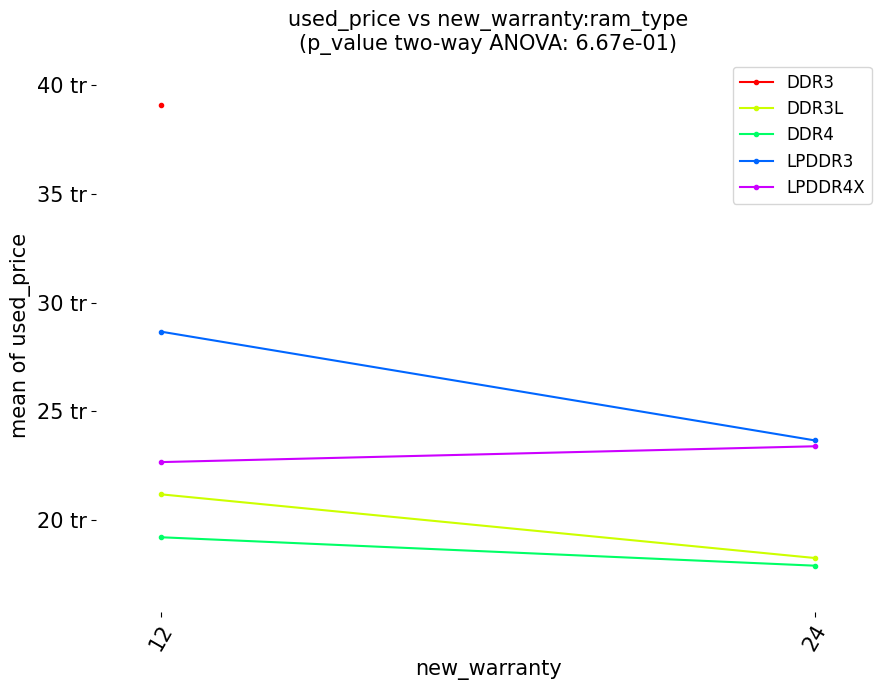 used_price vs new_warranty:ram_type
(p_value two-way ANOVA: 6.67e-01)
40 tr
35 tr
30 tr
25 tr
20 tr
mean of used_price
DDR3
DDR3L
DDR4
LPDDR3
LPDDR4X
12
24
new_warranty